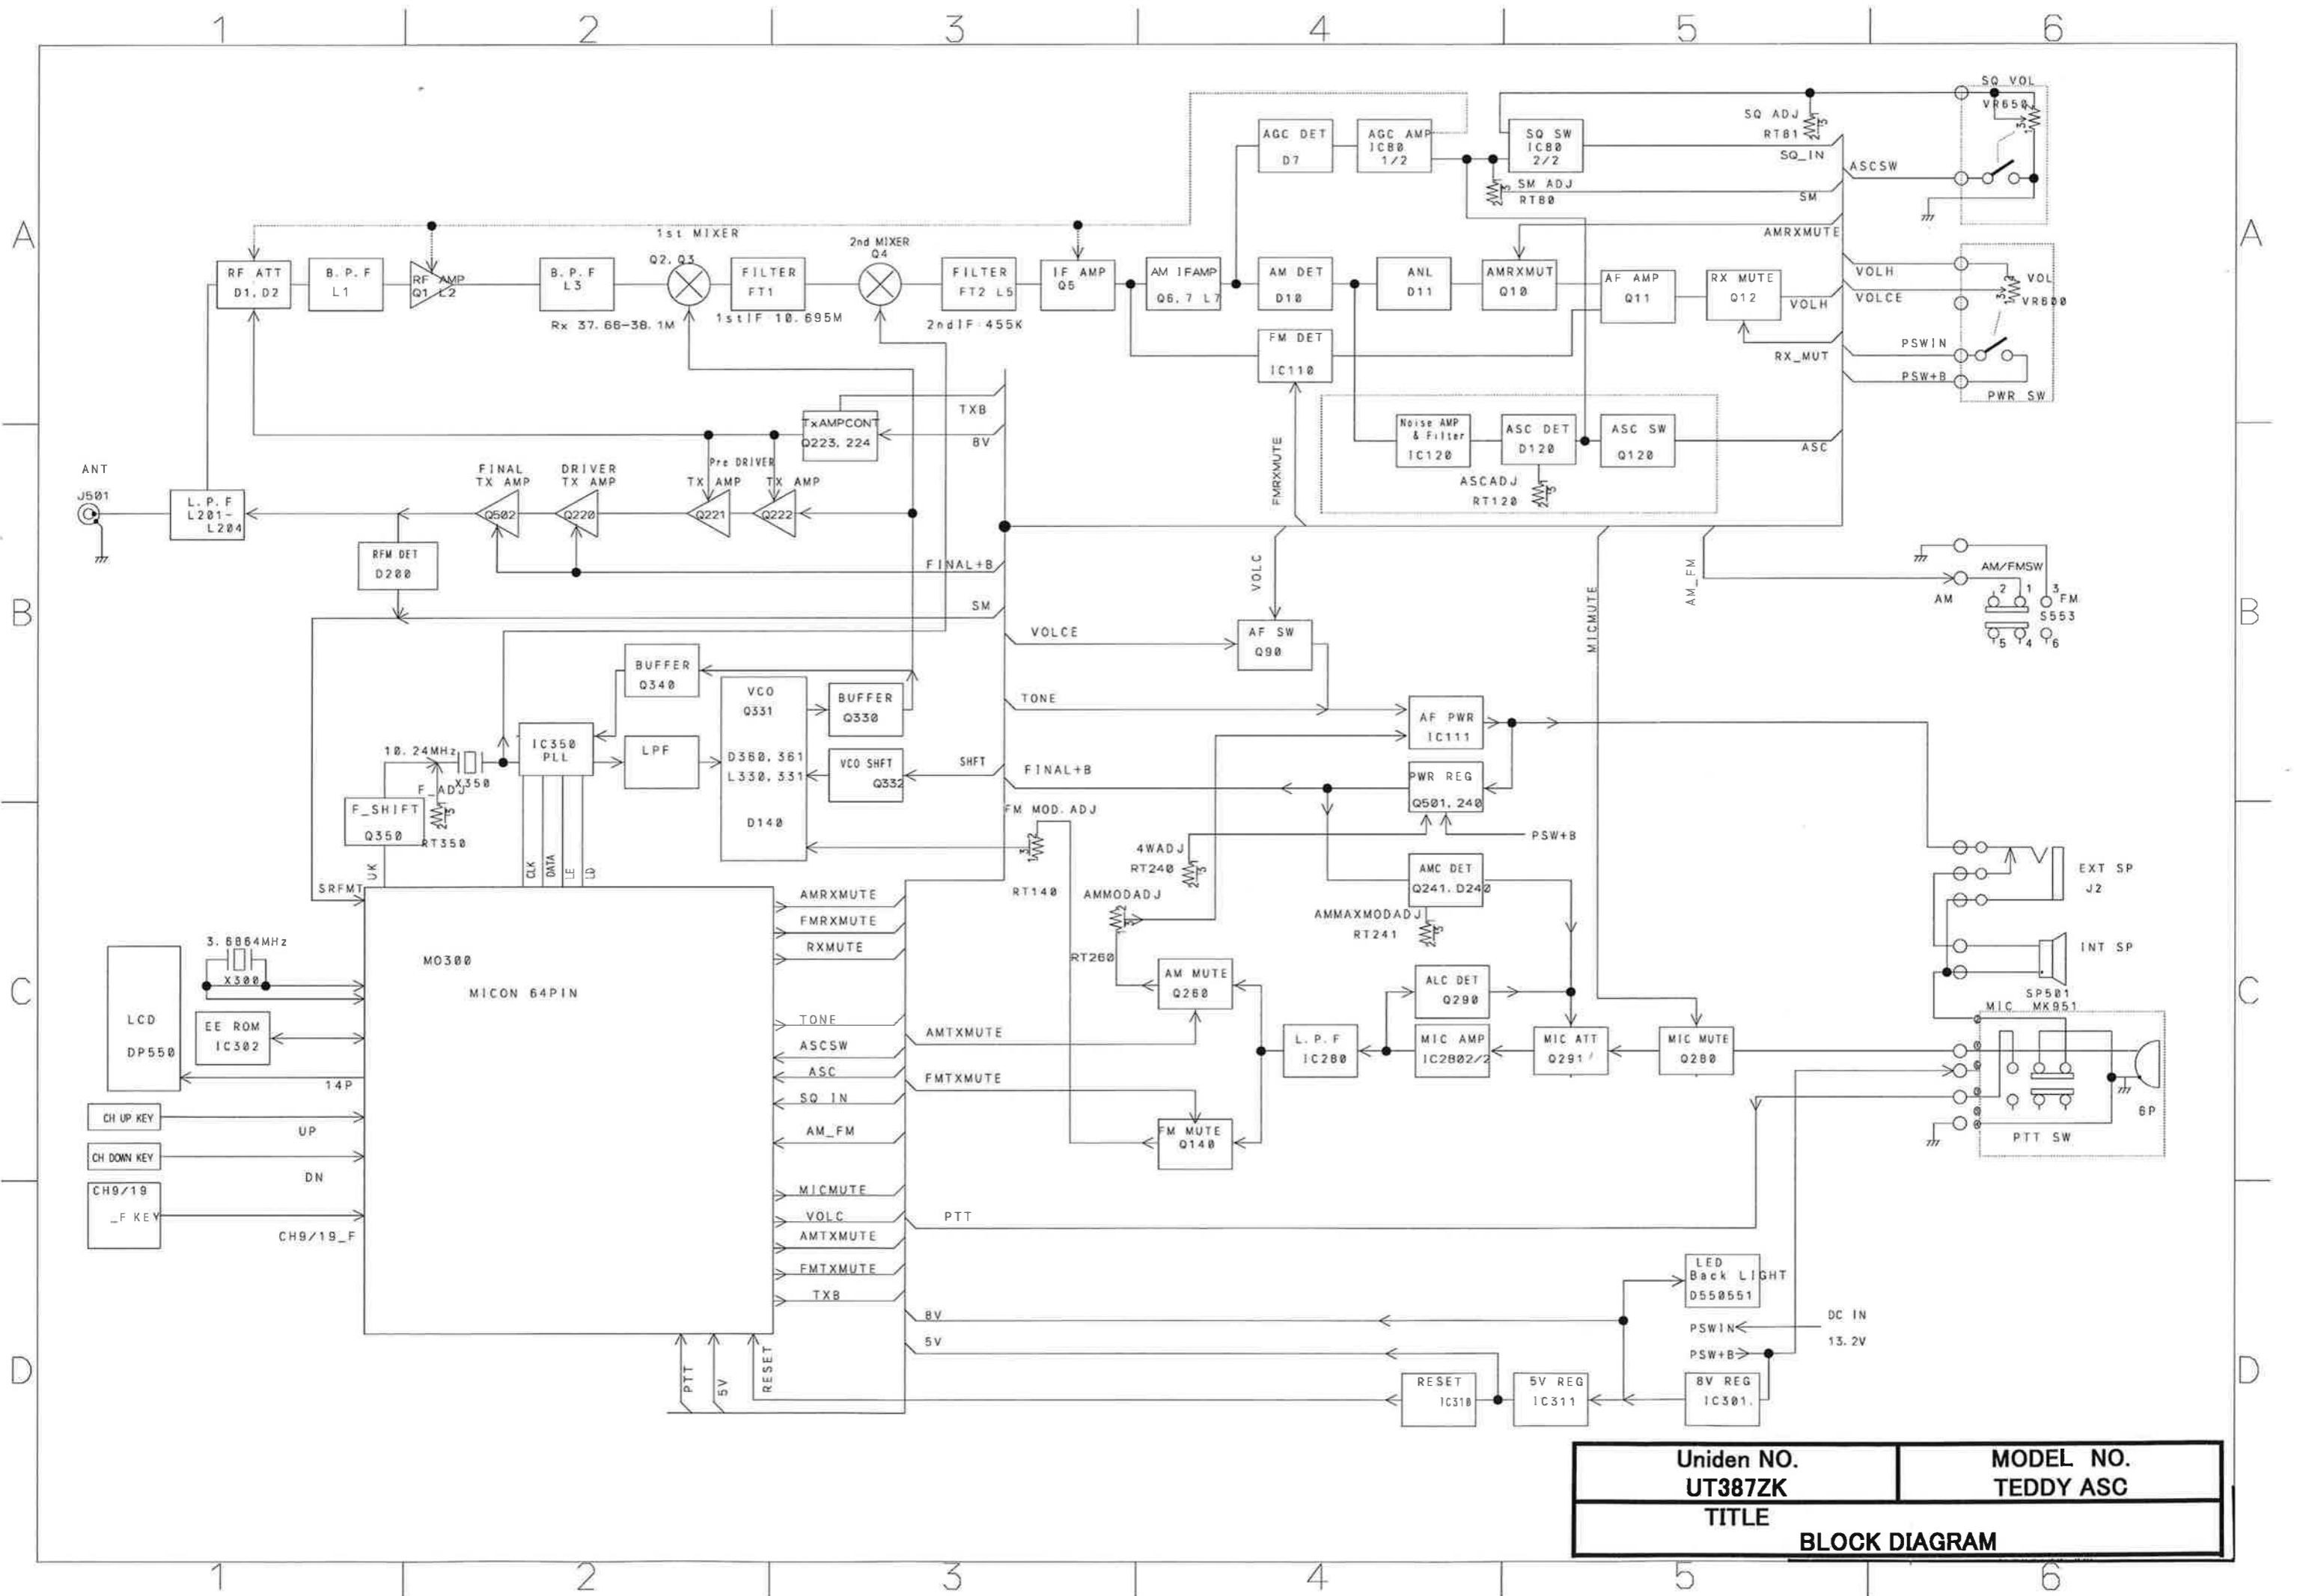 1 2 3 4 5 6
A
SQ VOL
VR650
SQ ADJ
RT81
SQ_IN
AGC DET
D7
AGC AMP
IC80
1/2
SQ SW
IC80
2/2
SM ADJ
RT80
SM
ASCSW
AMRXMUTE
1st MIXER
Q2, Q3
2nd MIXER
Q4
RF ATT
D1, D2
B. P. F
L1
RF AMP
Q1 L2
B. P. F
L3
Rx 37.66-38.1M
FILTER
FT1
1stIF 10.695M
FILTER
FT2 L5
2ndIF 455K
IF AMP
Q5
AM IFAMP
Q6, 7 L7
AM DET
D10
ANL
D11
AMRXMUT
Q10
AF AMP
Q11
RX MUTE
Q12
VOLH
RX_MUT
VOLH
VOLCE
VOL
VR600
PSWIN
PSW+B
PWR SW
A
FM DET
IC110
FMRXMUTE
TXB
TxAMPCONT
Q223, 224
8V
Noise AMP
& Filter
IC120
ASC DET
D120
ASC SW
Q120
ASC
ASCADJ
RT120
ANT
J501
L. P. F
L201-
L204
FINAL
TX AMP
Q502
DRIVER
TX AMP
Q220
Pre DRIVER
TX AMP
Q221
TX AMP
Q222
RFM DET
D200
FINAL+B
SM
B
VOLC
MICMUTE
AM_FM
AM/FMSW
AM
2 1 3
FM
S553
5 4 6
B
VOLCE
AF SW
Q90
BUFFER
Q340
VCO
Q331
D360, 361
L330, 331
D140
BUFFER
Q330
TONE
AF PWR
IC111
10.24MHz
X350
IC350
PLL
LPF
VCO SHFT
Q332
SHFT
FINAL+B
PWR REG
Q501, 240
F_ADJ
RT350
F_SHIFT
Q350
UK
CLK
DATA
LE
LD
FM MOD. ADJ
RT140
4WADJ
RT240
PSW+B
AMC DET
Q241. D240
AMMODADJ
RT260
AMMAXMODADJ
RT241
EXT SP
J2
INT SP
SP501
SRFMT
MO300
MICON 64PIN
3.6864MHz
X300
C
LCD
DP550
EE ROM
IC302
14P
CH UP KEY
UP
CH DOWN KEY
DN
CH9/19
_F KEY
CH9/19_F
AMRXMUTE
FMRXMUTE
RXMUTE
TONE
ASCSW
ASC
SQ IN
AM_FM
MICMUTE
VOLC
AMTXMUTE
FMTXMUTE
TXB
AM MUTE
Q260
AMTXMUTE
FMTXMUTE
FM MUTE
Q140
L. P. F
IC280
ALC DET
Q290
MIC AMP
IC2802/2
MIC ATT
Q291
MIC MUTE
Q280
MIC MK951
PTT SW
6P
C
PTT
LED
Back LIGHT
D550551
8V
5V
PSWIN
DC IN
13.2V
PSW+B
PTT
5V
RESET
RESET
IC310
5V REG
IC311
8V REG
IC301.
D
D
Uniden NO.
UT387ZK
MODEL NO.
TEDDY ASC
TITLE
BLOCK DIAGRAM
1 2 3 4 5 6